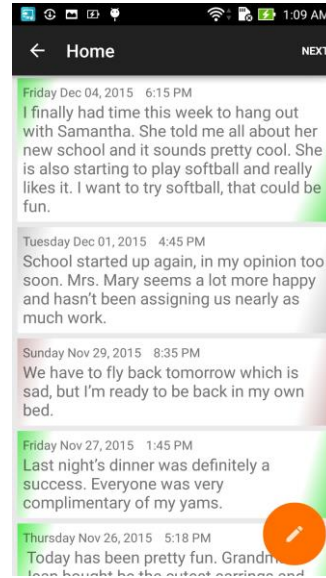 1:09 AM
Home
NEXT
Friday Dec 04, 2015 6:15 PM
I finally had time this week to hang out
with Samantha. She told me all about her
new school and it sounds pretty cool. She
is also starting to play softball and really
likes it. I want to try softball, that could be
fun.
Tuesday Dec 01, 2015 4:45 PM
School started up again, in my opinion too
soon. Mrs. Mary seems a lot more happy
and hasn't been assigning us nearly as
much work.
Sunday Nov 29, 2015 8:35 PM
We have to fly back tomorrow which is
sad, but I'm ready to be back in my own
bed.
Friday Nov 27, 2015 1:45 PM
Last night's dinner was definitely a
success. Everyone was very
complimentary of my yams.
Thursday Nov 26, 2015 5:18 PM
Today has been pretty fun.
bought be the cutest earrings and